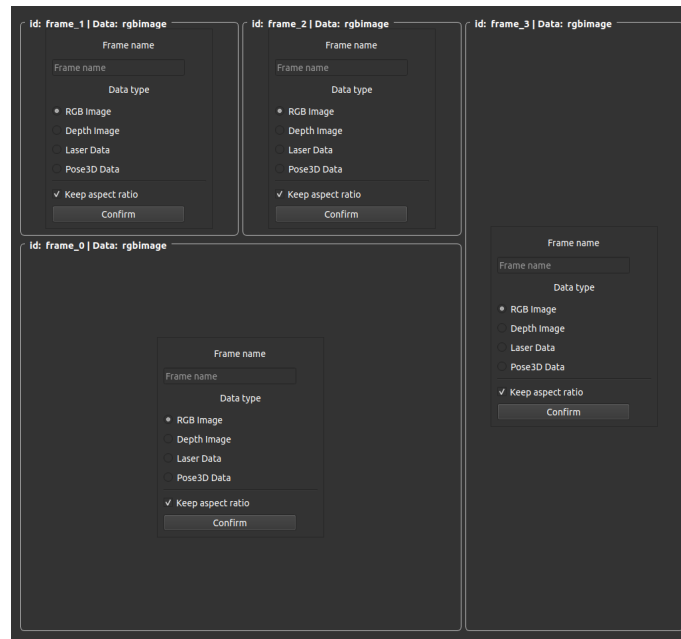 id: frame_1 | Data: rgbimage
Frame name
Frame name
Data type
RGB Image
Depth Image
Laser Data
Pose3D Data
Keep aspect ratio
Confirm
id: frame_2 | Data: rgbimage
Frame name
Frame name
Data type
RGB Image
Depth Image
Laser Data
Pose3D Data
Keep aspect ratio
Confirm
id: frame_3 | Data: rgbimage
Frame name
Frame name
Data type
RGB Image
Depth Image
Laser Data
Pose3D Data
Keep aspect ratio
Confirm
id: frame_0 | Data: rgbimage
Frame name
Frame name
Data type
RGB Image
Depth Image
Laser Data
Pose3D Data
Keep aspect ratio
Confirm